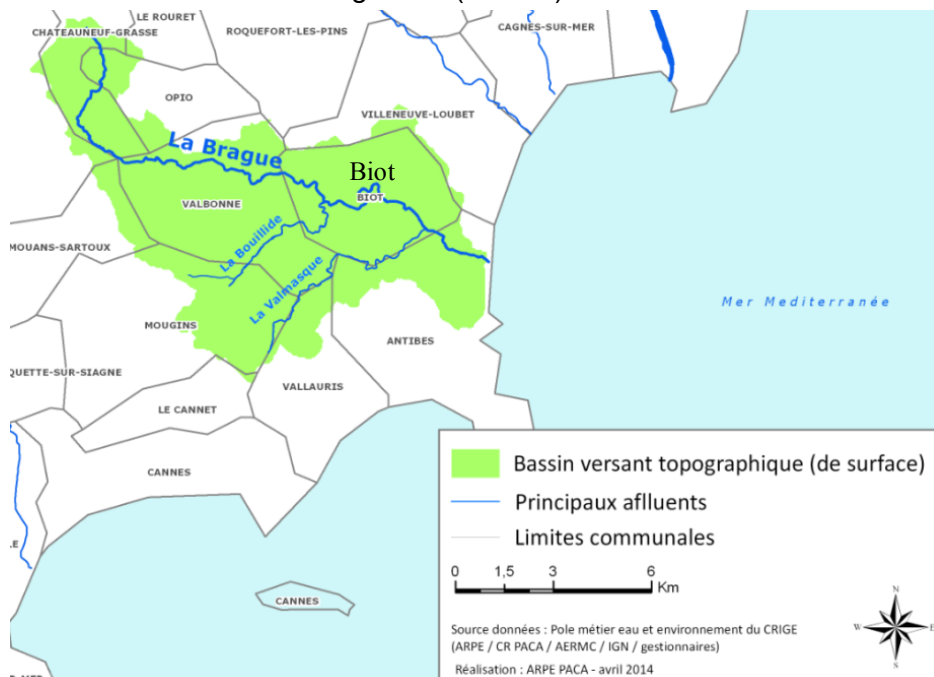 LE ROURET
CHATEAUNEUF-GRASSE
ROQUEFORT-LES-PINS
CAGNES-SUR-MER
OPIO
VILLENEUVE-LOUBET
La Brague
Biot
BIOT
VALBONNE
La Bouillide
MOUANS-SARTOUX
La Valmasque
Mer Mediterranée
MOUGINS
ANTIBES
QUETTE-SUR-SIAGNE
VALLAURIS
LE CANNET
CANNES
CANNES
Bassin versant topographique (de surface)
Principaux aflluents
Limites communales
0 1,5 3 6
Km
N
W E
S
Source données : Pole métier eau et environnement du CRIGE
(ARPE / CR PACA / AERMC / IGN / gestionnaires)
Réalisation : ARPE PACA - avril 2014